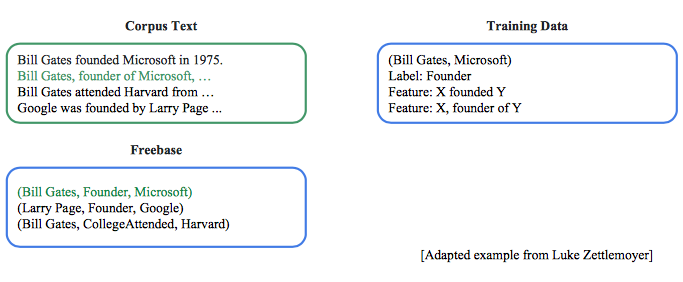 Corpus Text
Bill Gates founded Microsoft in 1975.
Bill Gates, founder of Microsoft, …
Bill Gates attended Harvard from …
Google was founded by Larry Page ...
Training Data
(Bill Gates, Microsoft)
Label: Founder
Feature: X founded Y
Feature: X, founder of Y
Freebase
(Bill Gates, Founder, Microsoft)
(Larry Page, Founder, Google)
(Bill Gates, CollegeAttended, Harvard)
[Adapted example from Luke Zettlemoyer]